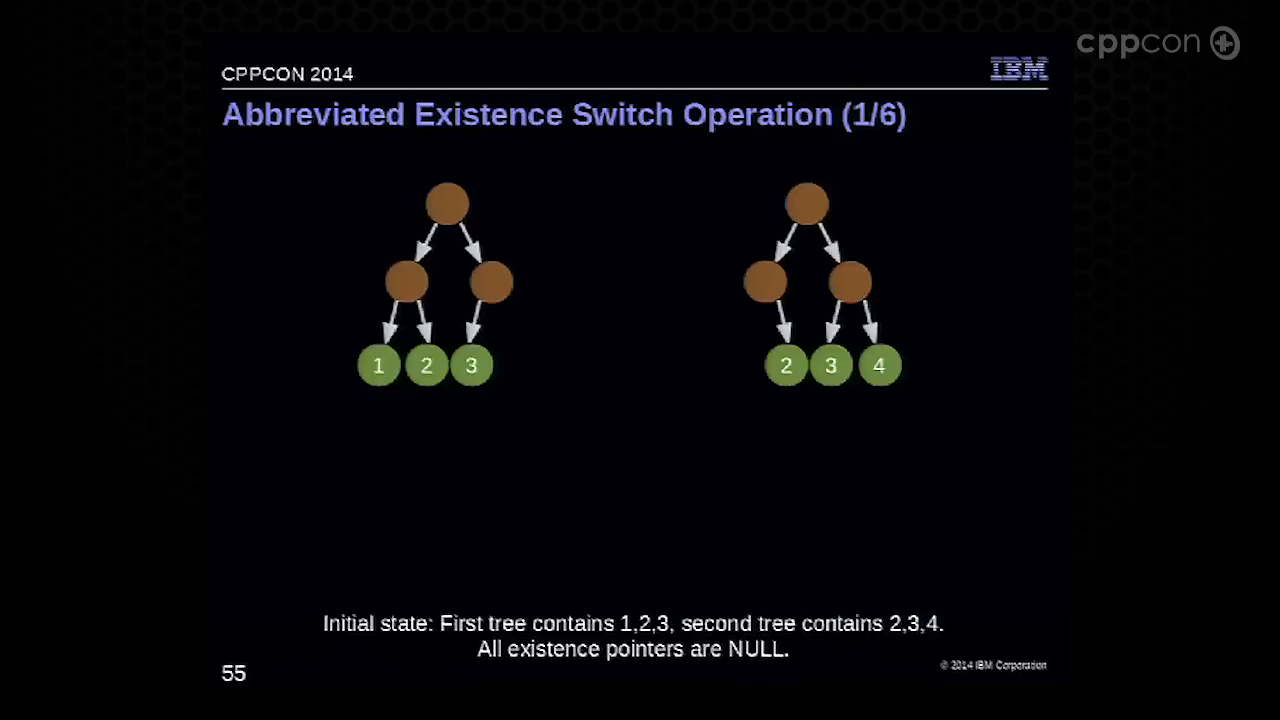 cppcon
CPPCON 2014
IBM
Abbreviated Existence Switch Operation (1/6)
1 2 3 2 3 4
Initial state: First tree contains 1,2,3, second tree contains 2,3,4.
All existence pointers are NULL.
© 2014 IBM Corporation
55